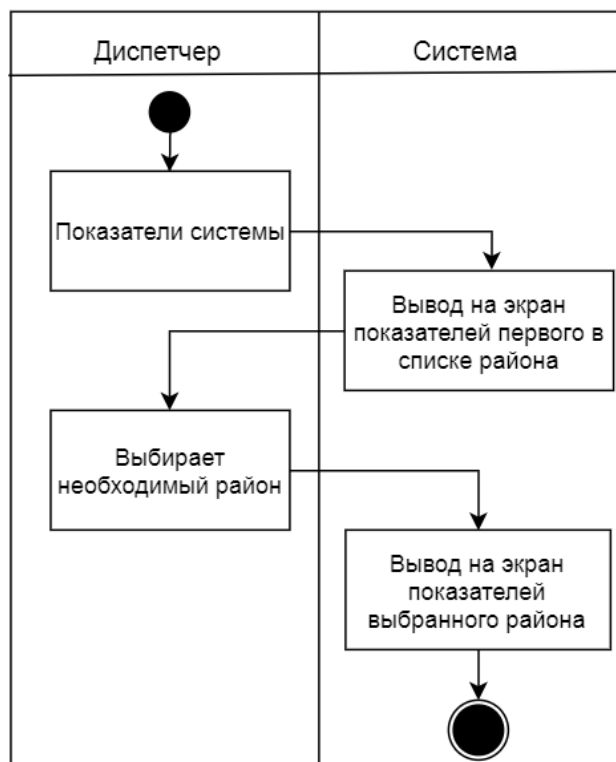 Диспетчер
Система
Показатели системы
Вывод на экран
показателей первого в
списке района
Выбирает
необходимый район
Вывод на экран
показателей
выбранного района